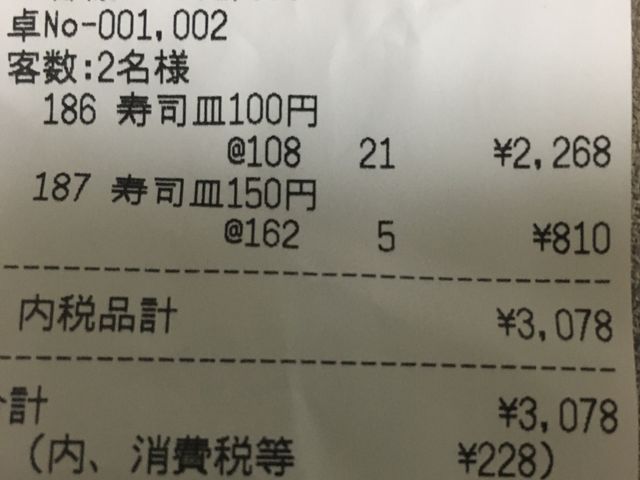 卓No-001,002
客数:2名様
186 寿司皿100円
@108 21 ¥2,268
187 寿司皿150円
@162 5 ¥810
内税品計 ¥3,078
計 ¥3,078
(内、消費税等 ¥228)